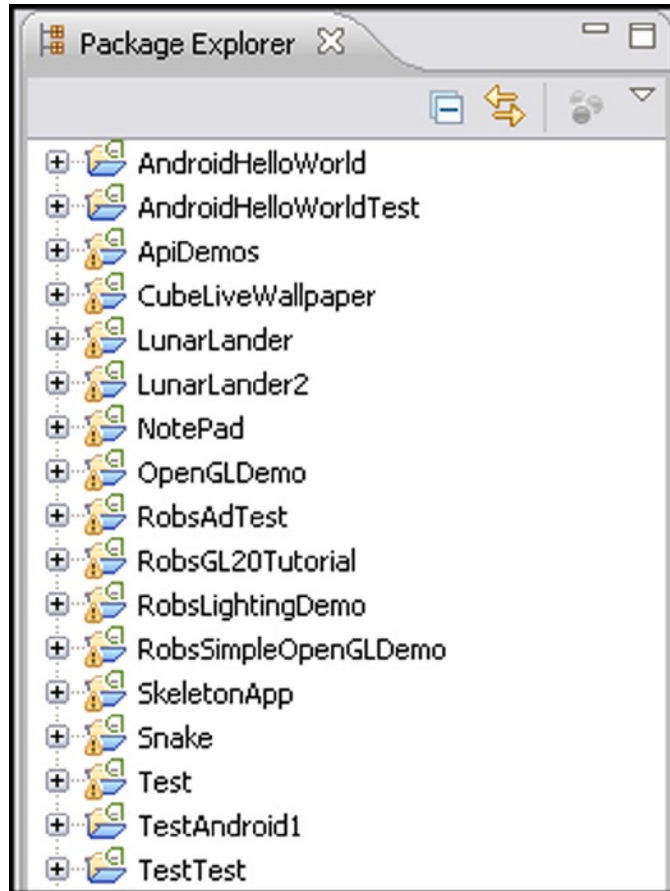 Package Explorer
AndroidHelloWorld
AndroidHelloWorldTest
ApiDemos
CubeLiveWallpaper
LunarLander
LunarLander2
NotePad
OpenGLDemo
RobsAdTest
RobsGL20Tutorial
RobsLightingDemo
RobsSimpleOpenGLDemo
SkeletonApp
Snake
Test
TestAndroid1
TestTest